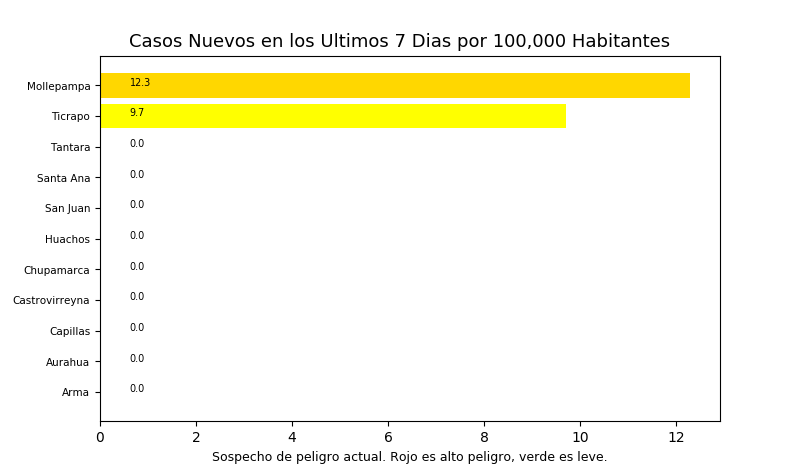 Casos Nuevos en los Ultimos 7 Dias por 100,000 Habitantes
Mollepampa 12.3
Ticrapo 9.7
Tantara 0.0
Santa Ana 0.0
San Juan 0.0
Huachos 0.0
Chupamarca 0.0
Castrovirreyna 0.0
Capillas 0.0
Aurahua 0.0
Arma 0.0
0 2 4 6 8 10 12
Sospecho de peligro actual. Rojo es alto peligro, verde es leve.